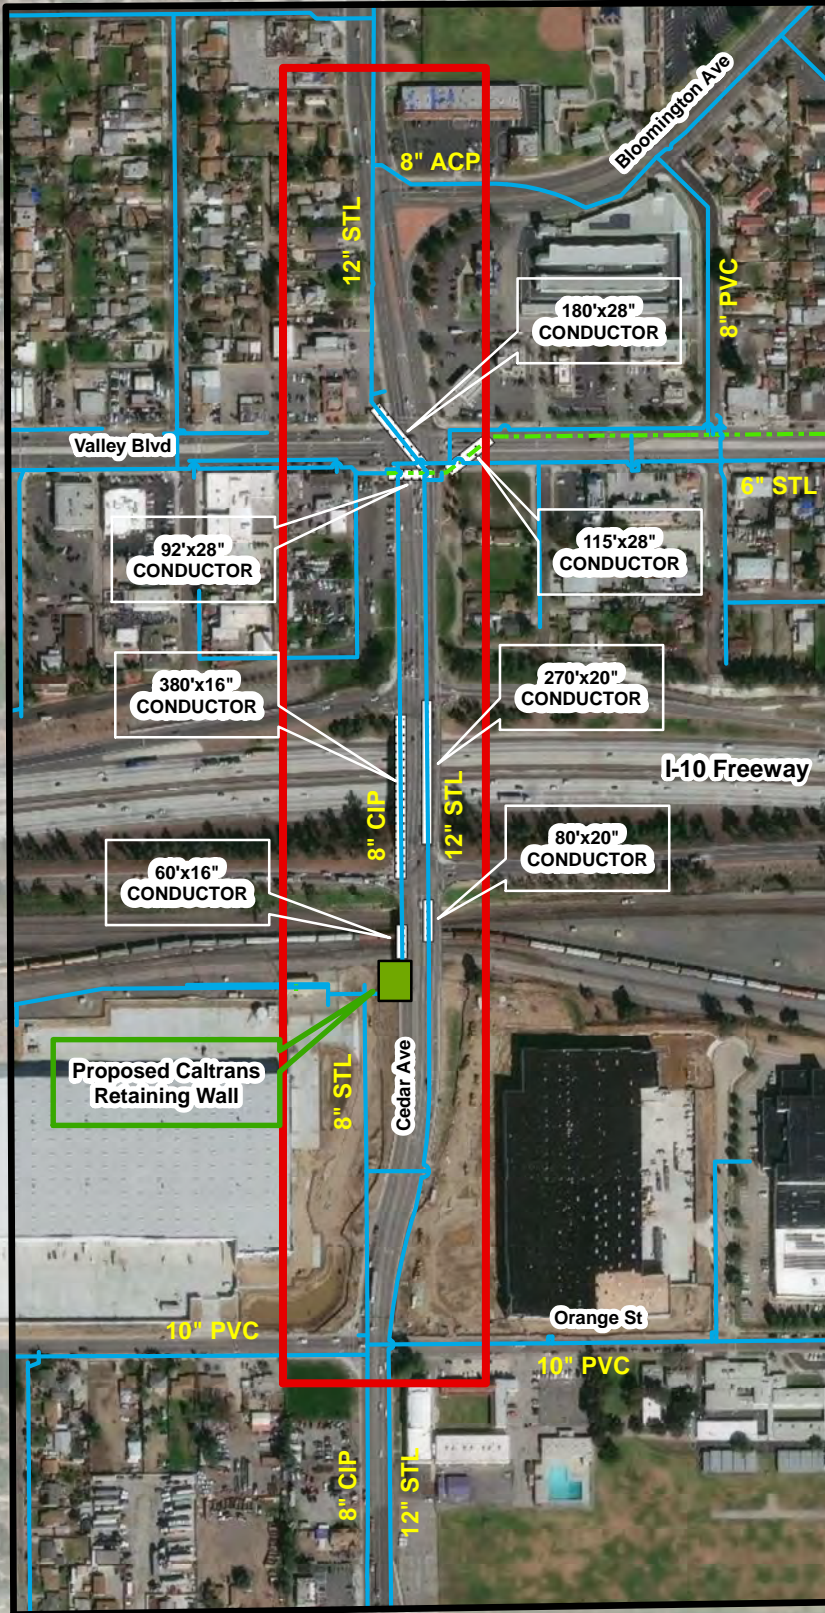 Bloomington Ave
8" ACP
12" STL
8" PVC
180'x28"
CONDUCTOR
Valley Blvd
6" STL
92'x28"
CONDUCTOR
115'x28"
CONDUCTOR
380'x16"
CONDUCTOR
270'x20"
CONDUCTOR
I-10 Freeway
8" CIP
12" STL
60'x16"
CONDUCTOR
80'x20"
CONDUCTOR
Proposed Caltrans
Retaining Wall
8" STL
Cedar Ave
10" PVC
Orange St
10" PVC
8" CIP
12" STL